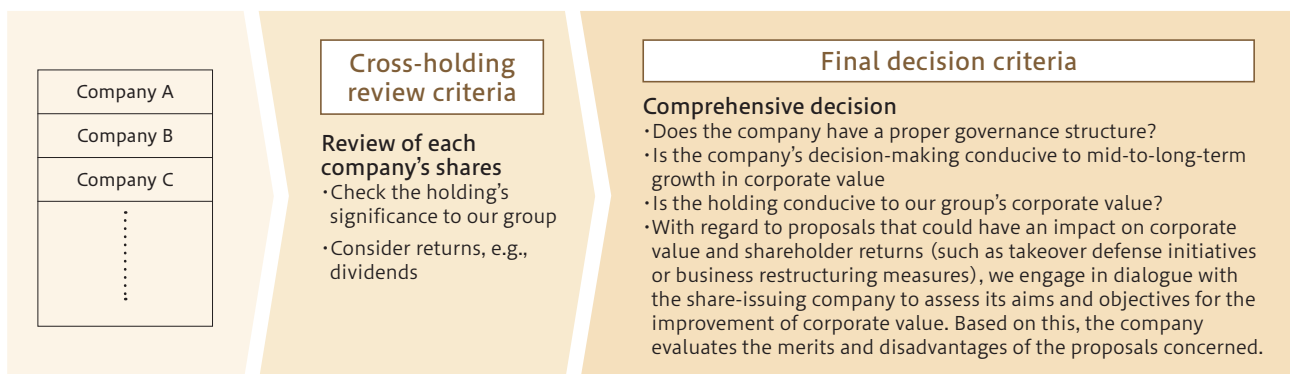 Company A
Company B
Company C
Cross-holding
review criteria
Review of each
company's shares
・Check the holding's
significance to our group
・Consider returns, e.g.,
dividends
Final decision criteria
Comprehensive decision
・Does the company have a proper governance structure?
・Is the company's decision-making conducive to mid-to-long-term
growth in corporate value
・Is the holding conducive to our group's corporate value?
・With regard to proposals that could have an impact on corporate
value and shareholder returns (such as takeover defense initiatives
or business restructuring measures), we engage in dialogue with
the share-issuing company to assess its aims and objectives for the
improvement of corporate value. Based on this, the company
evaluates the merits and disadvantages of the proposals concerned.